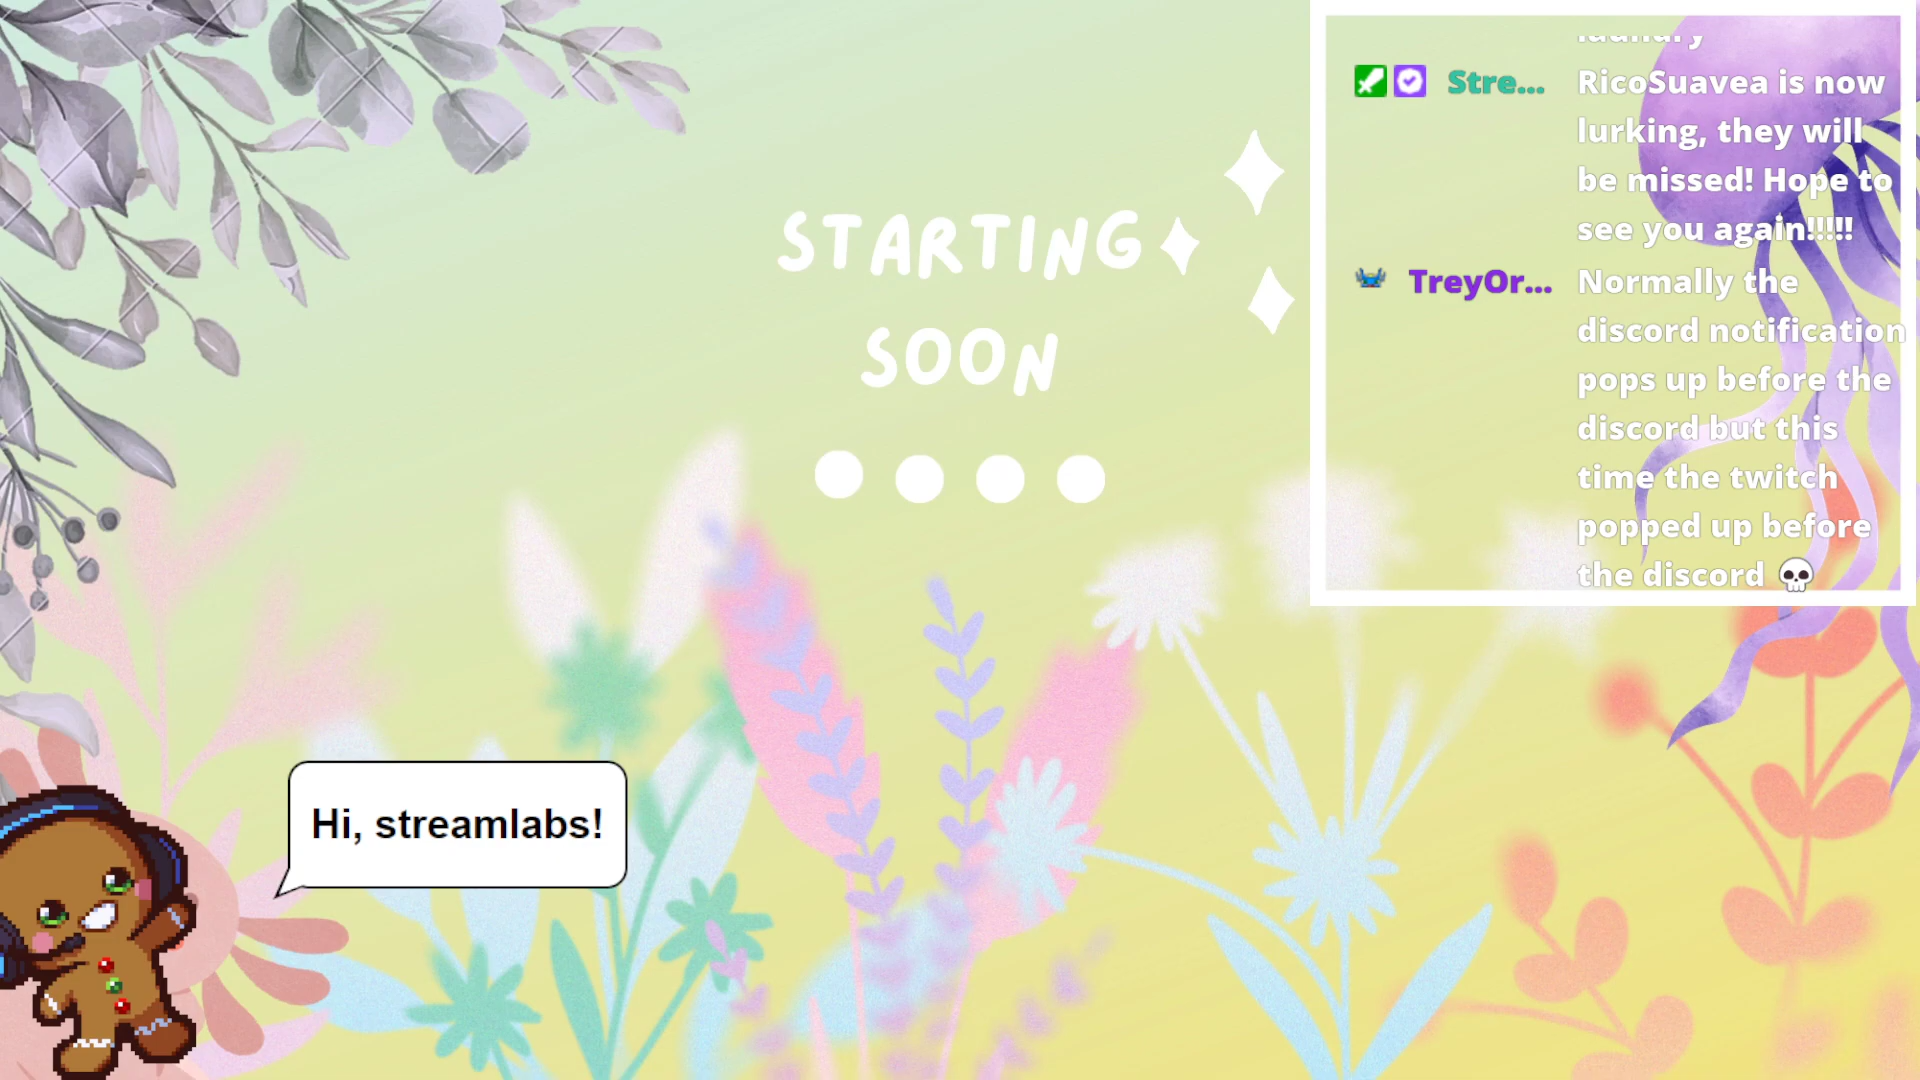 laundry
Stre... RicoSuavea is now
lurking, they will
be missed! Hope to
see you again!!!!!
TreyOr... Normally the
discord notification
pops up before the
discord but this
time the twitch
popped up before
the discord 💀
STARTING
SOON
Hi, streamlabs!